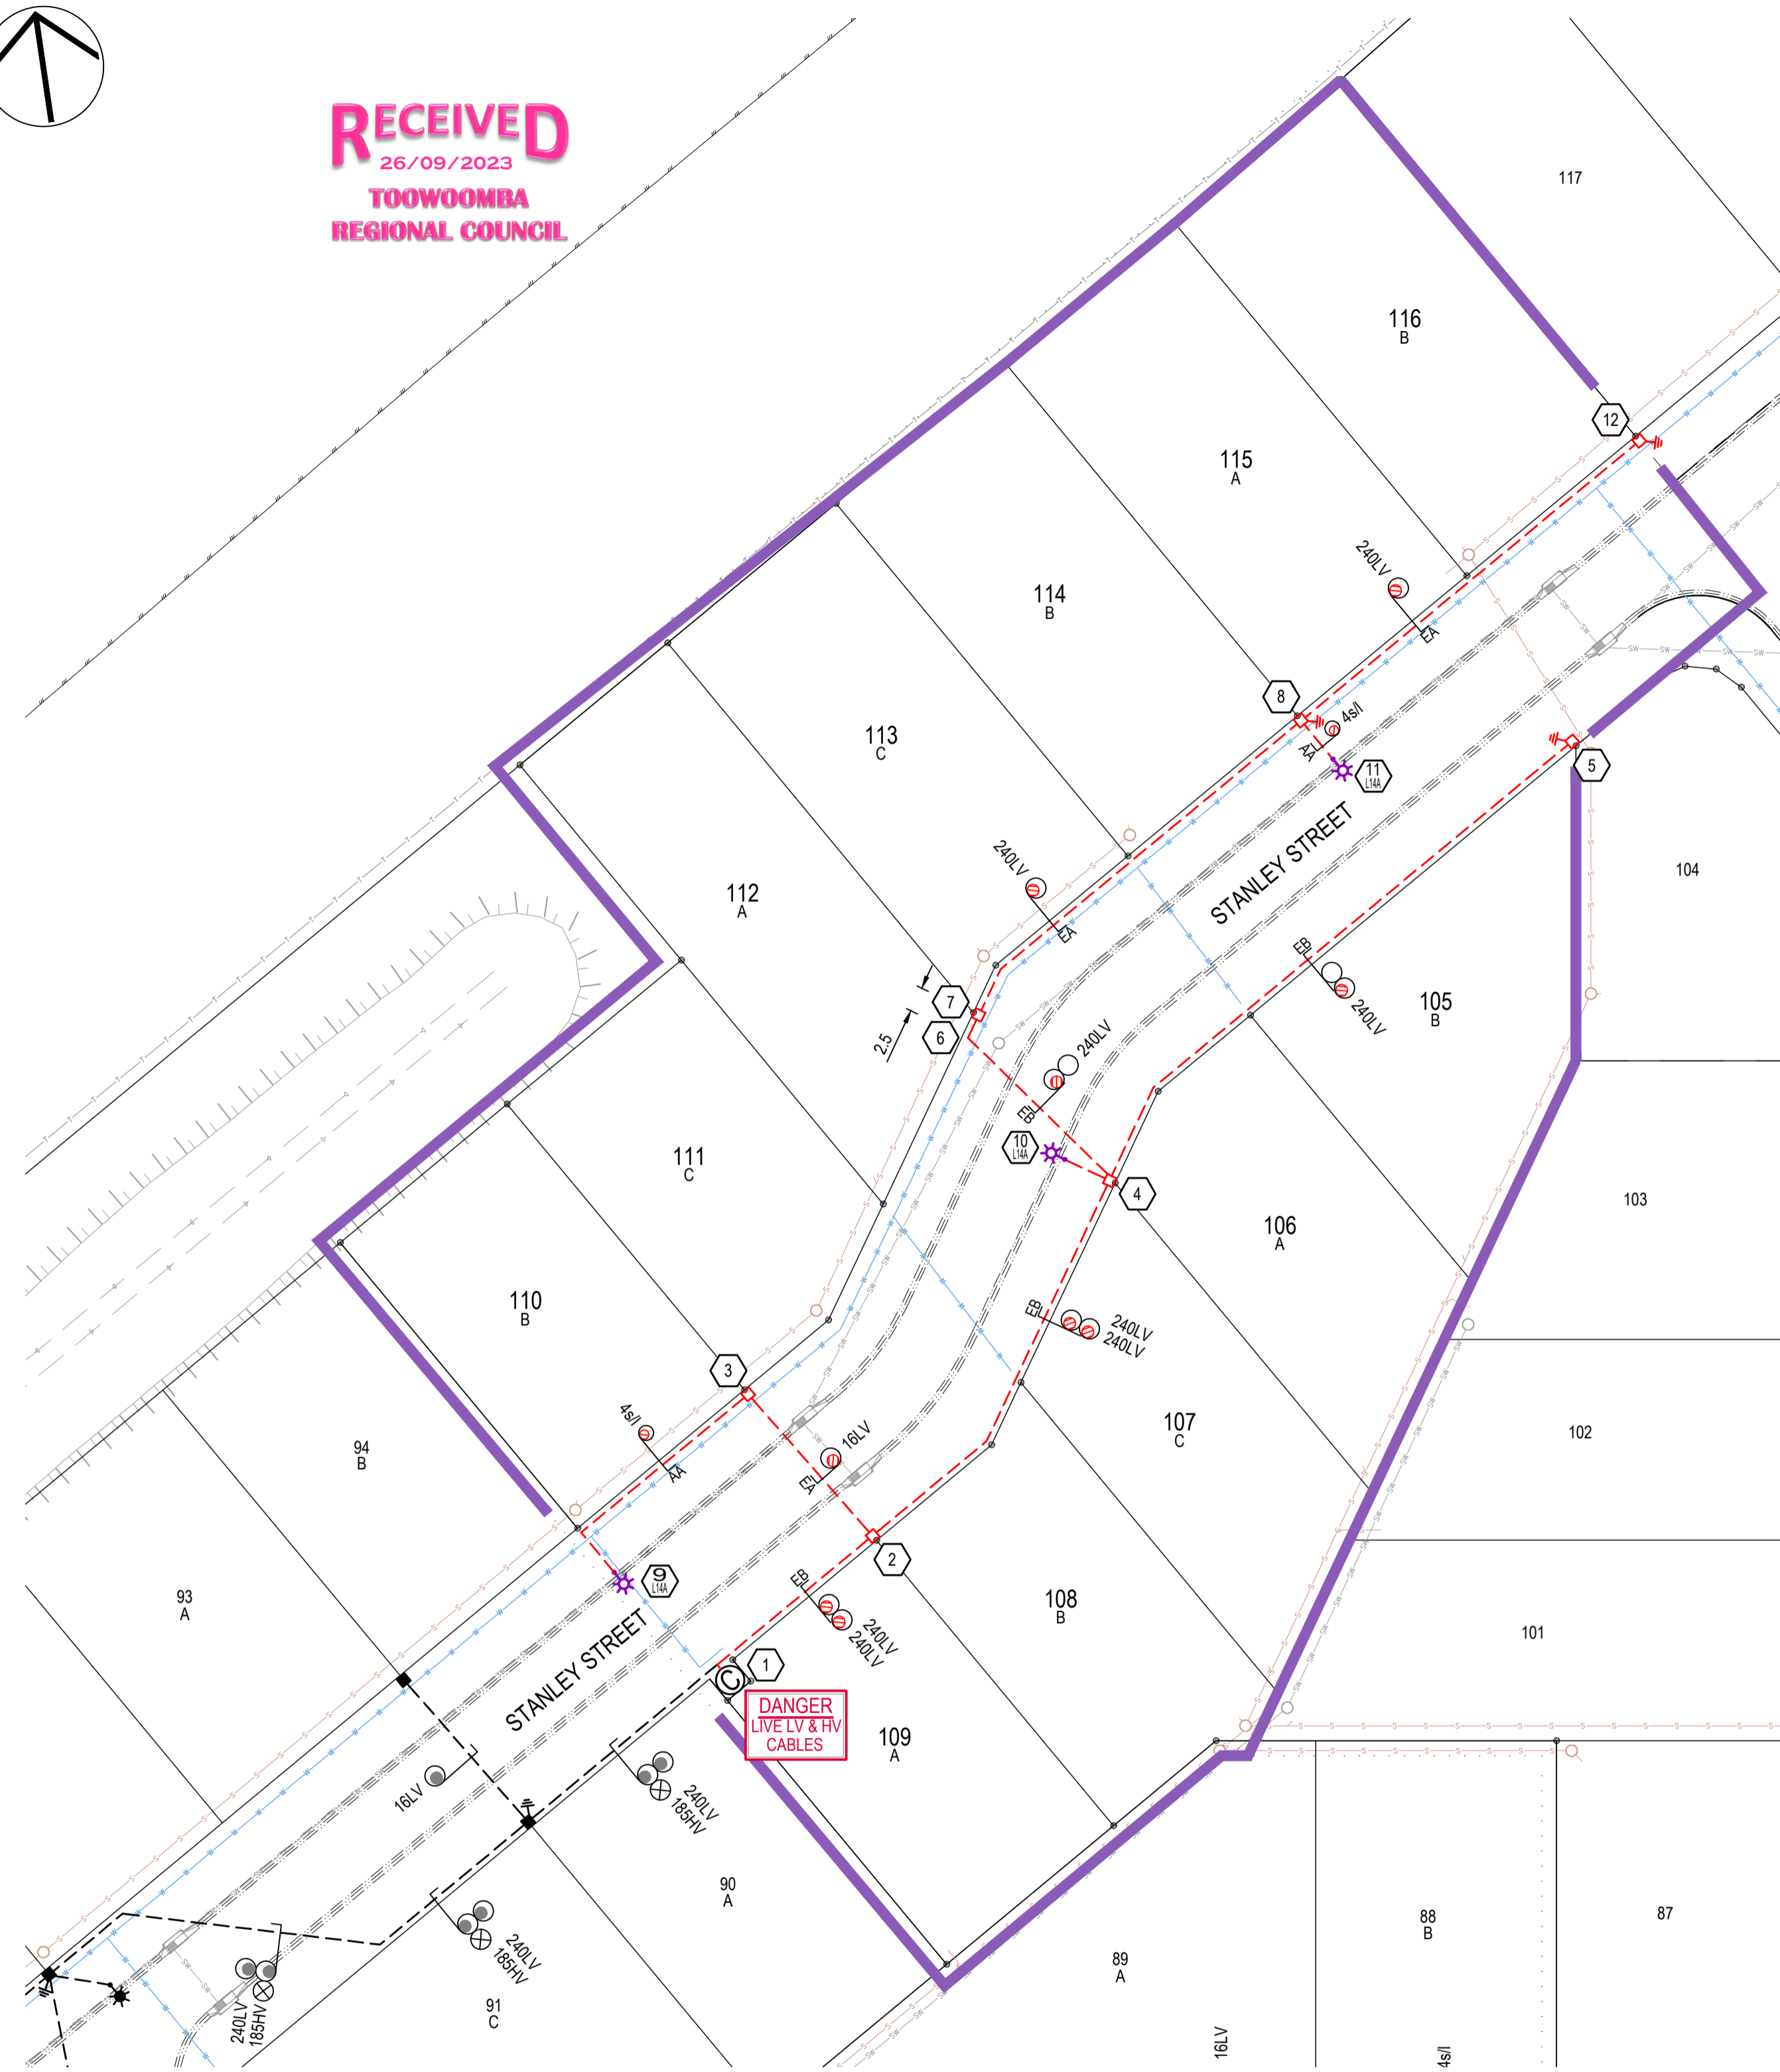 RECEIVED
26/09/2023
TOOWOOMBA
REGIONAL COUNCIL
117
116
B
12
115
A
240LV
EA
114
B
8
4s/l
AA
11
L14A
5
113
C
STANLEY STREET
104
240LV
EA
112
A
EB
240LV
105
B
7
6
2.5
240LV
EB
10
L14A
4
111
C
106
A
103
110
B
EB
240LV
240LV
3
4s/l
AA
16LV
EA
107
C
102
94
B
2
9
L14A
93
A
EB
240LV
240LV
108
B
101
STANLEY STREET
C
1
DANGER
LIVE LV & HV
CABLES
109
A
16LV
240LV
185HV
90
A
88
B
87
240LV
185HV
89
A
91
C
240LV
185HV
16LV
4s/l